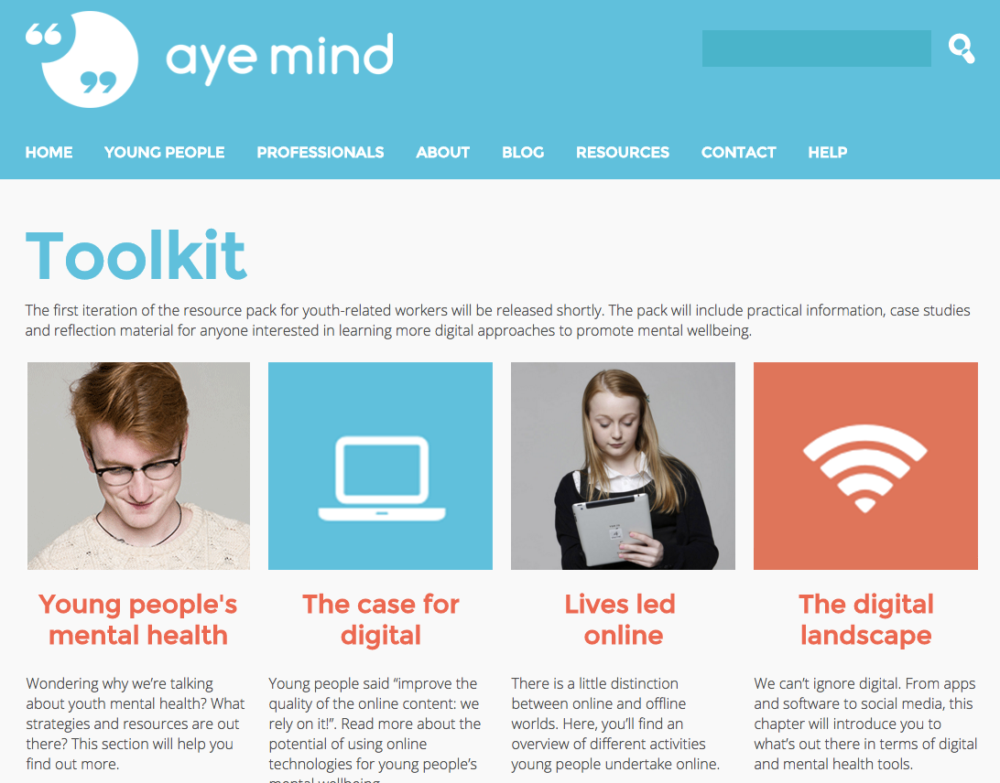 aye mind
HOME YOUNG PEOPLE PROFESSIONALS ABOUT BLOG RESOURCES CONTACT HELP
Toolkit
The first iteration of the resource pack for youth-related workers will be released shortly. The pack will include practical information, case studies
and reflection material for anyone interested in learning more digital approaches to promote mental wellbeing.
Young people's
mental health
Wondering why we’re talking
about youth mental health? What
strategies and resources are out
there? This section will help you
find out more.
The case for
digital
Young people said “improve the
quality of the online content: we
rely on it!”. Read more about the
potential of using online
technologies for young people’s
mental wellbeing.
Lives led
online
There is a little distinction
between online and offline
worlds. Here, you’ll find an
overview of different activities
young people undertake online.
The digital
landscape
We can’t ignore digital. From apps
and software to social media, this
chapter will introduce you to
what’s out there in terms of digital
and mental health tools.